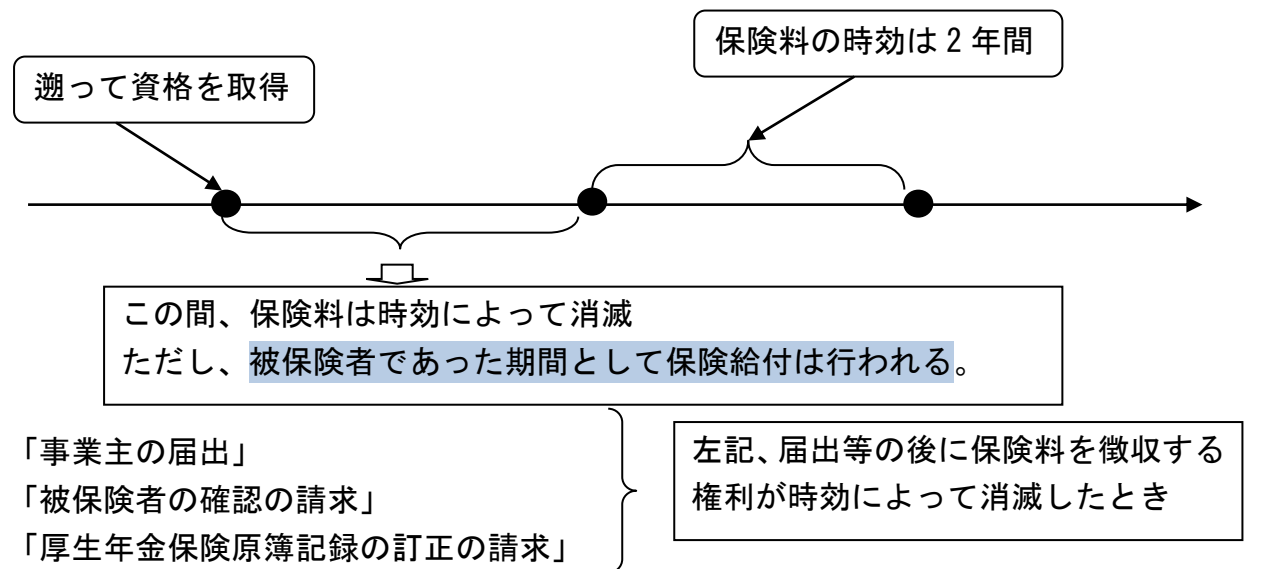 保険料の時効は2年間
遡って資格を取得
この間、保険料は時効によって消滅
ただし、被保険者であった期間として保険給付は行われる。
「事業主の届出」
「被保険者の確認の請求」
「厚生年金保険原簿記録の訂正の請求」
左記、届出等の後に保険料を徴収する
権利が時効によって消滅したとき